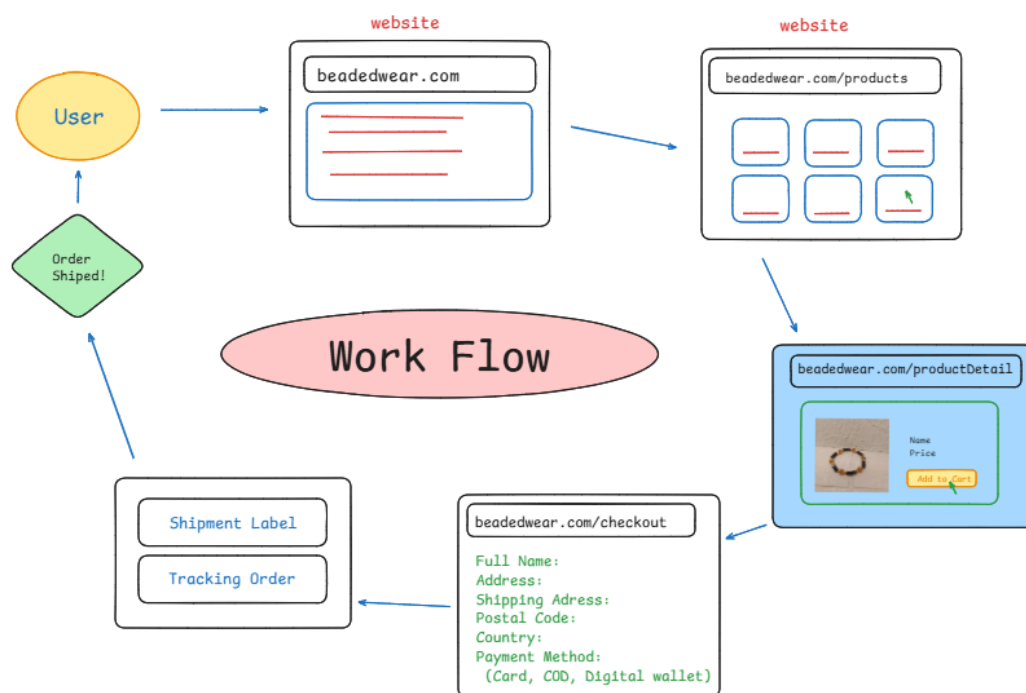 website
website
beadedwear.com
beadedwear.com/products
User
Order
Shiped!
Work Flow
beadedwear.com/productDetail
Name
Price
Add to Cart
beadedwear.com/checkout
Full Name:
Address:
Shipping Adress:
Postal Code:
Country:
Payment Method:
(Card, COD, Digital wallet)
Shipment Label
Tracking Order